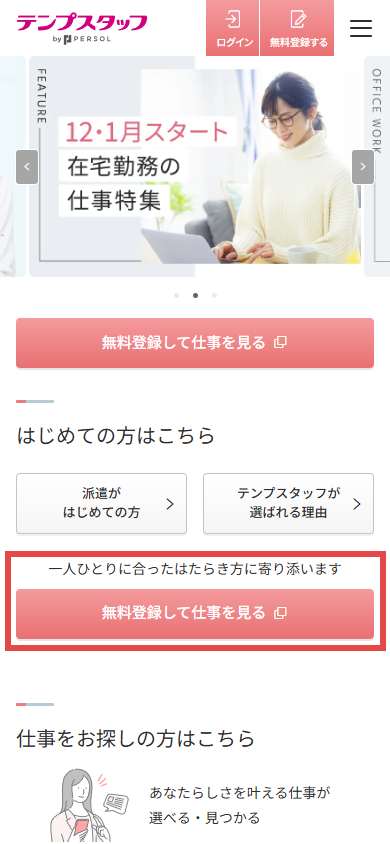 テンプスタッフ
by PERSOL
ログイン
無料登録する
FEATURE
12・1月スタート
在宅勤務の
仕事特集
OFFICE WORK
無料登録して仕事を見る
はじめての方はこちら
派遣が
はじめての方
テンプスタッフが
選ばれる理由
一人ひとりに合ったはたらき方に寄り添います
無料登録して仕事を見る
仕事をお探しの方はこちら
あなたらしさを叶える仕事が
選べる・見つかる